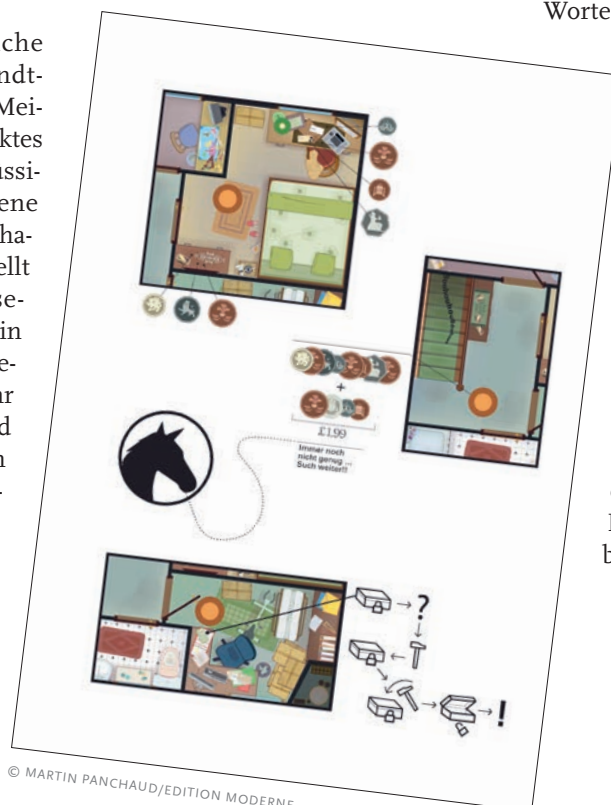 Worte
che
ndt-
Mei-
ktes
ussi-
ene
ha-
ellt
se-
in
e-
ar
d
n
-
+
£1.99
Immer noch
nicht genug ...
Such weiter!!
?
!
b
© MARTIN PANCHAUD/EDITION MODERNE